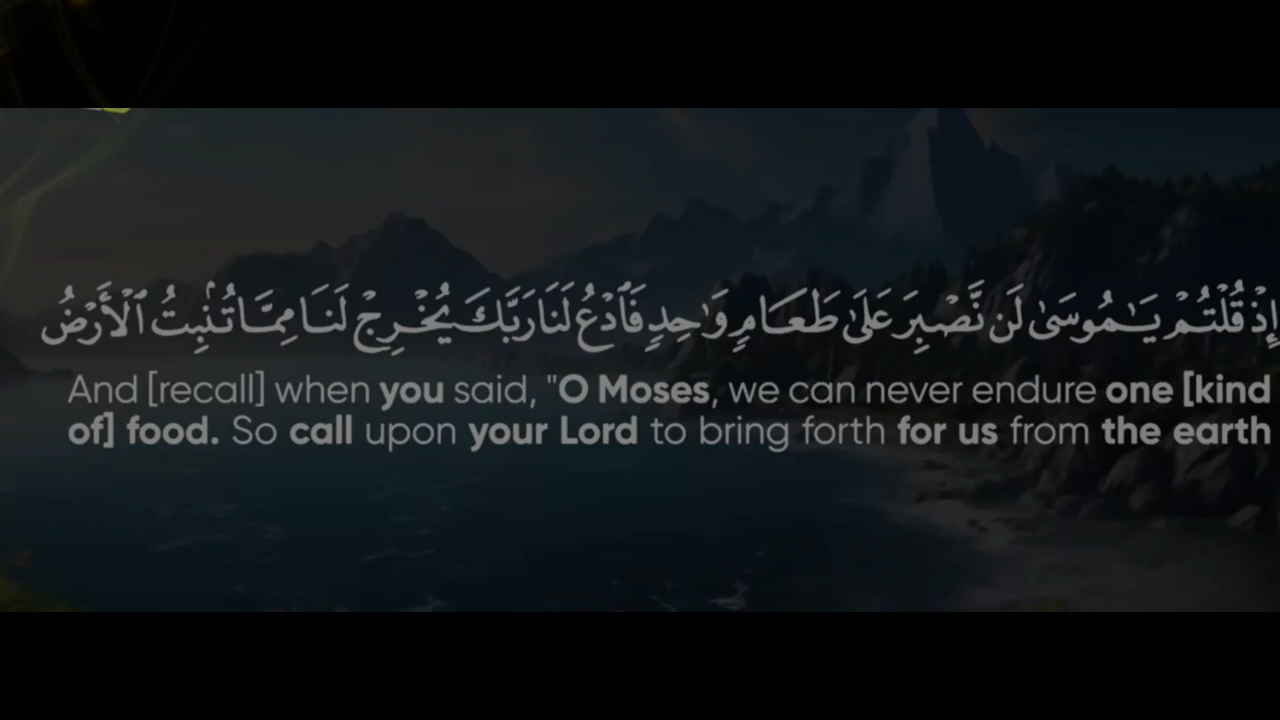 إِذْ قُلْتُمْ يَـٰمُوسَىٰ لَن نَّصْبِرَ عَلَىٰ طَعَامٍ وَٰحِدٍ فَٱدْعُ لَنَا رَبَّكَ يُخْرِجْ لَنَا مِمَّا تُنۢبِتُ ٱلْأَرْضُ
And [recall] when you said, "O Moses, we can never endure one [kind
of] food. So call upon your Lord to bring forth for us from the earth